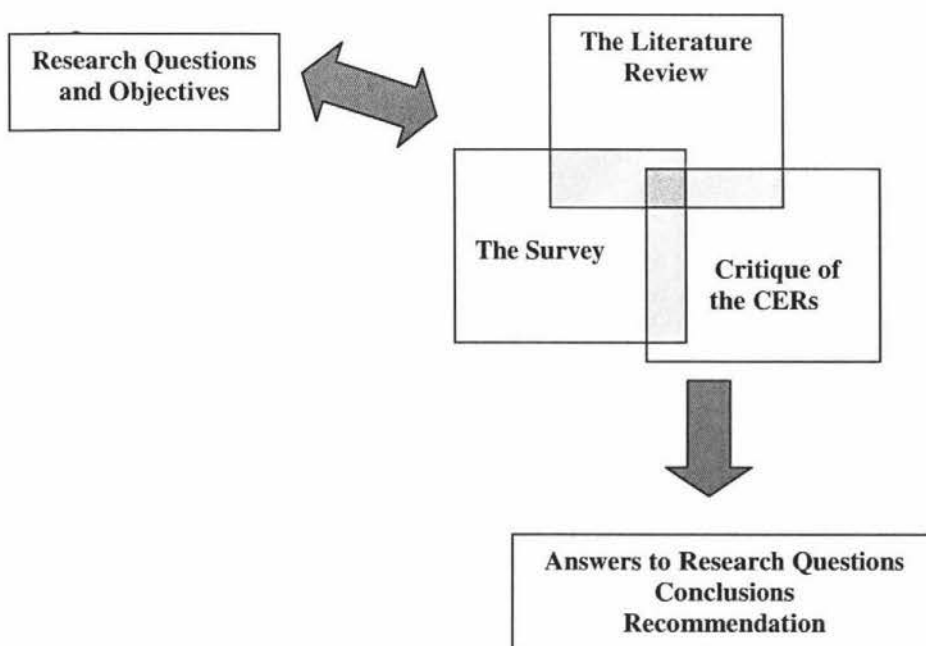 Research Questions
and Objectives
The Literature
Review
The Survey
Critique of
the CERs
Answers to Research Questions
Conclusions
Recommendation